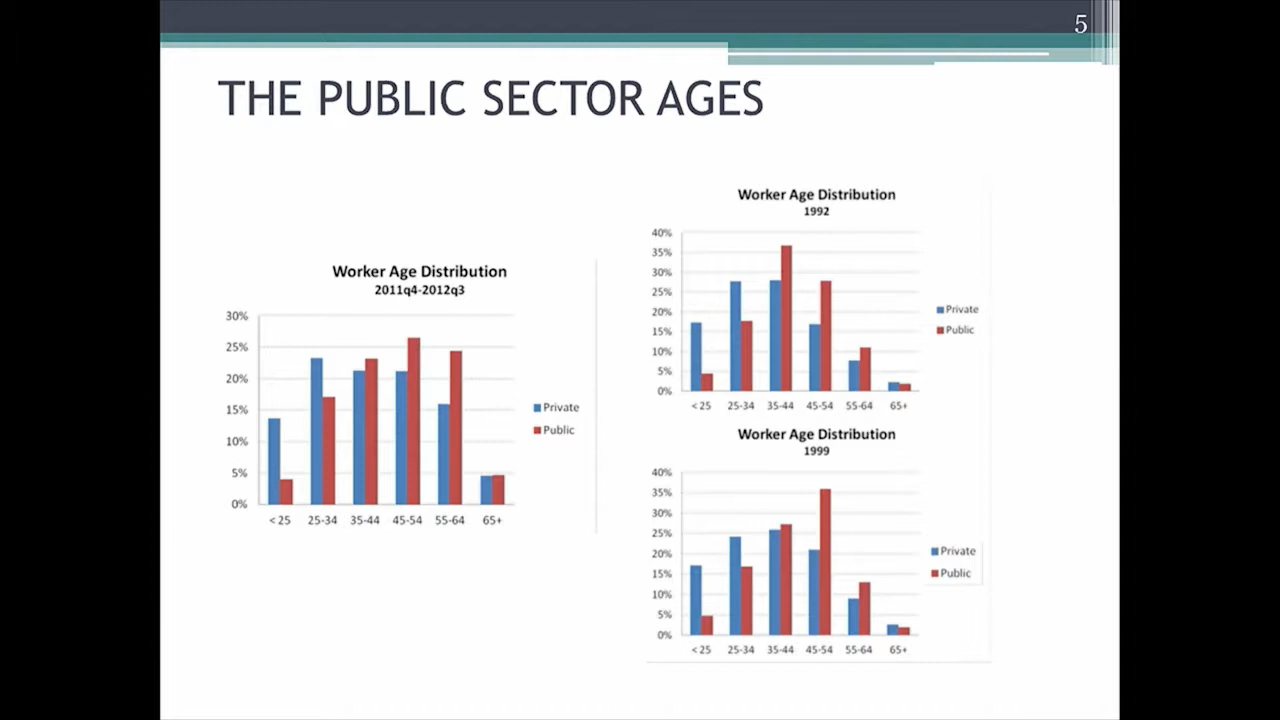 5
THE PUBLIC SECTOR AGES
Worker Age Distribution
2011q4-2012q3
30%
25%
20%
15%
10%
5%
0%
< 25 25-34 35-44 45-54 55-64 65+
Private
Public
Worker Age Distribution
1992
40%
35%
30%
25%
20%
15%
10%
5%
0%
< 25 25-34 35-44 45-54 55-64 65+
Private
Public
Worker Age Distribution
1999
40%
35%
30%
25%
20%
15%
10%
5%
0%
< 25 25-34 35-44 45-54 55-64 65+
Private
Public